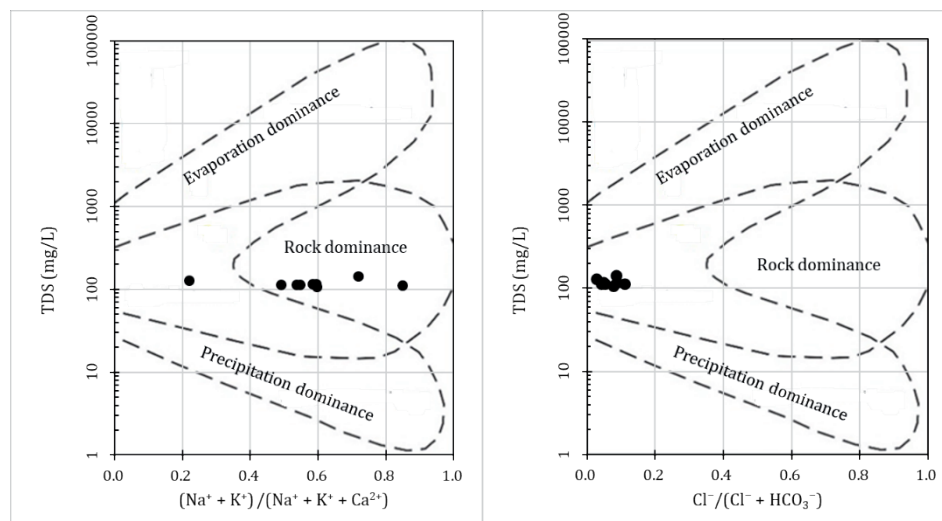 100000
10000
1000
100
10
1
TDS (mg/L)
Evaporation dominance
Rock dominance
Precipitation dominance
0.0 0.2 0.4 0.6 0.8 1.0
(Na⁺ + K⁺)/(Na⁺ + K⁺ + Ca²⁺)
100000
10000
1000
100
10
1
TDS (mg/L)
Evaporation dominance
Rock dominance
Precipitation dominance
0.0 0.2 0.4 0.6 0.8 1.0
Cl⁻/(Cl⁻ + HCO₃⁻)